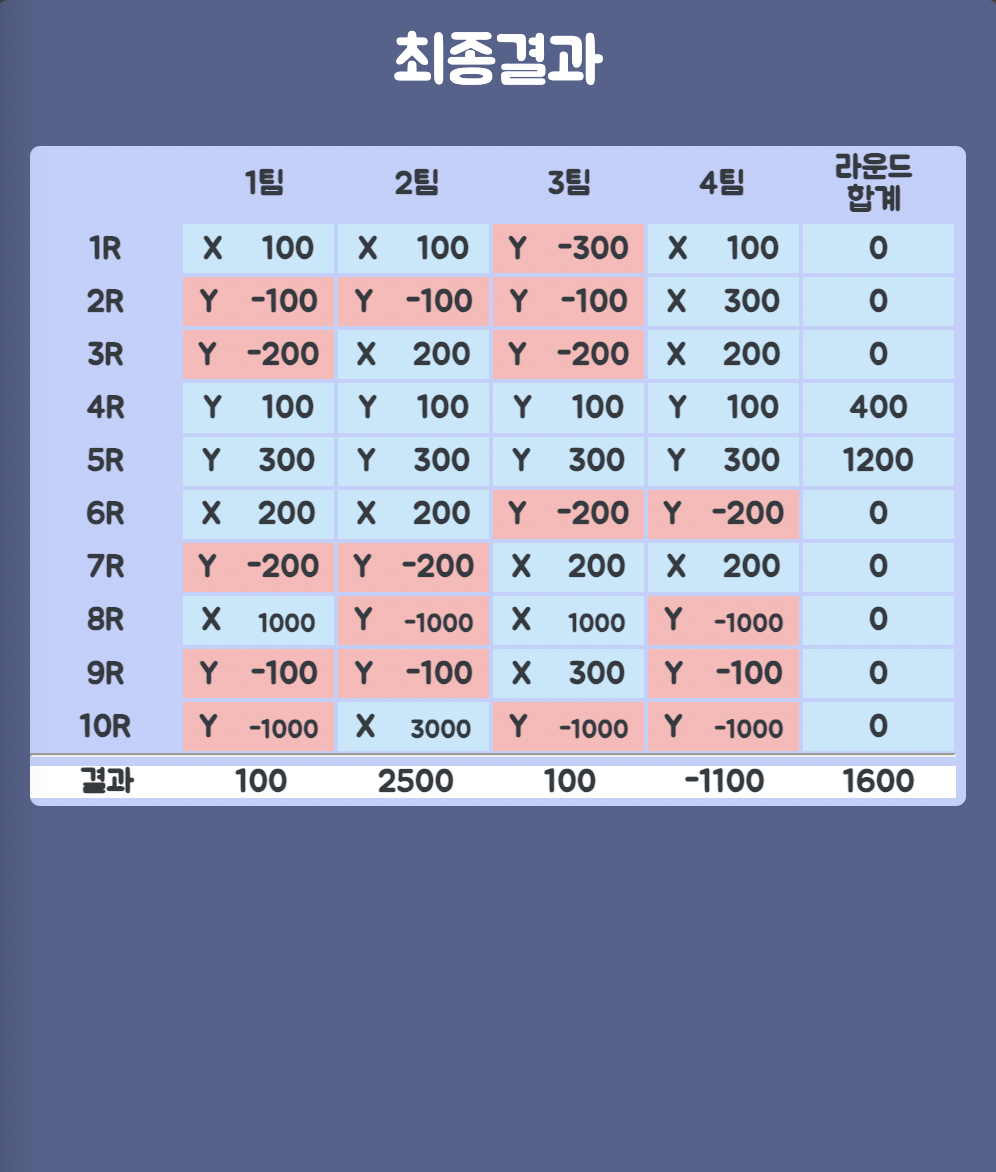 최종결과
1팀 2팀 3팀 4팀 라운드
합계
1R X 100 X 100 Y -300 X 100 0
2R Y -100 Y -100 Y -100 X 300 0
3R Y -200 X 200 Y -200 X 200 0
4R Y 100 Y 100 Y 100 Y 100 400
5R Y 300 Y 300 Y 300 Y 300 1200
6R X 200 X 200 Y -200 Y -200 0
7R Y -200 Y -200 X 200 X 200 0
8R X 1000 Y -1000 X 1000 Y -1000 0
9R Y -100 Y -100 X 300 Y -100 0
10R Y -1000 X 3000 Y -1000 Y -1000 0
결과 100 2500 100 -1100 1600